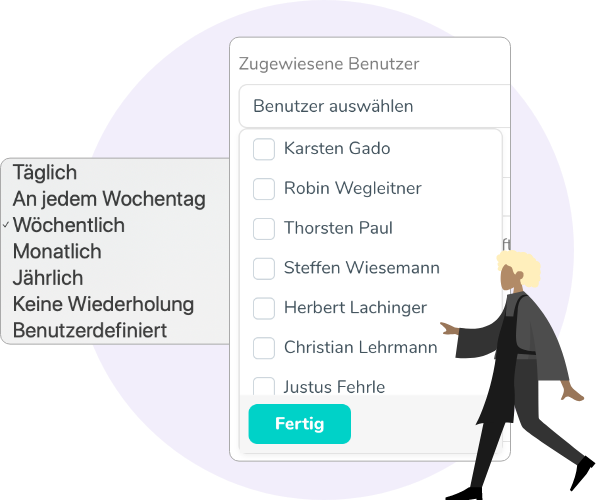 Zugewiesene Benutzer
Benutzer auswählen
Karsten Gado
Robin Wegleitner
Thorsten Paul
Steffen Wiesemann
Herbert Lachinger
Christian Lehrmann
Justus Fehrle
Fertig
Täglich
An jedem Wochentag
Wöchentlich
Monatlich
Jährlich
Keine Wiederholung
Benutzerdefiniert